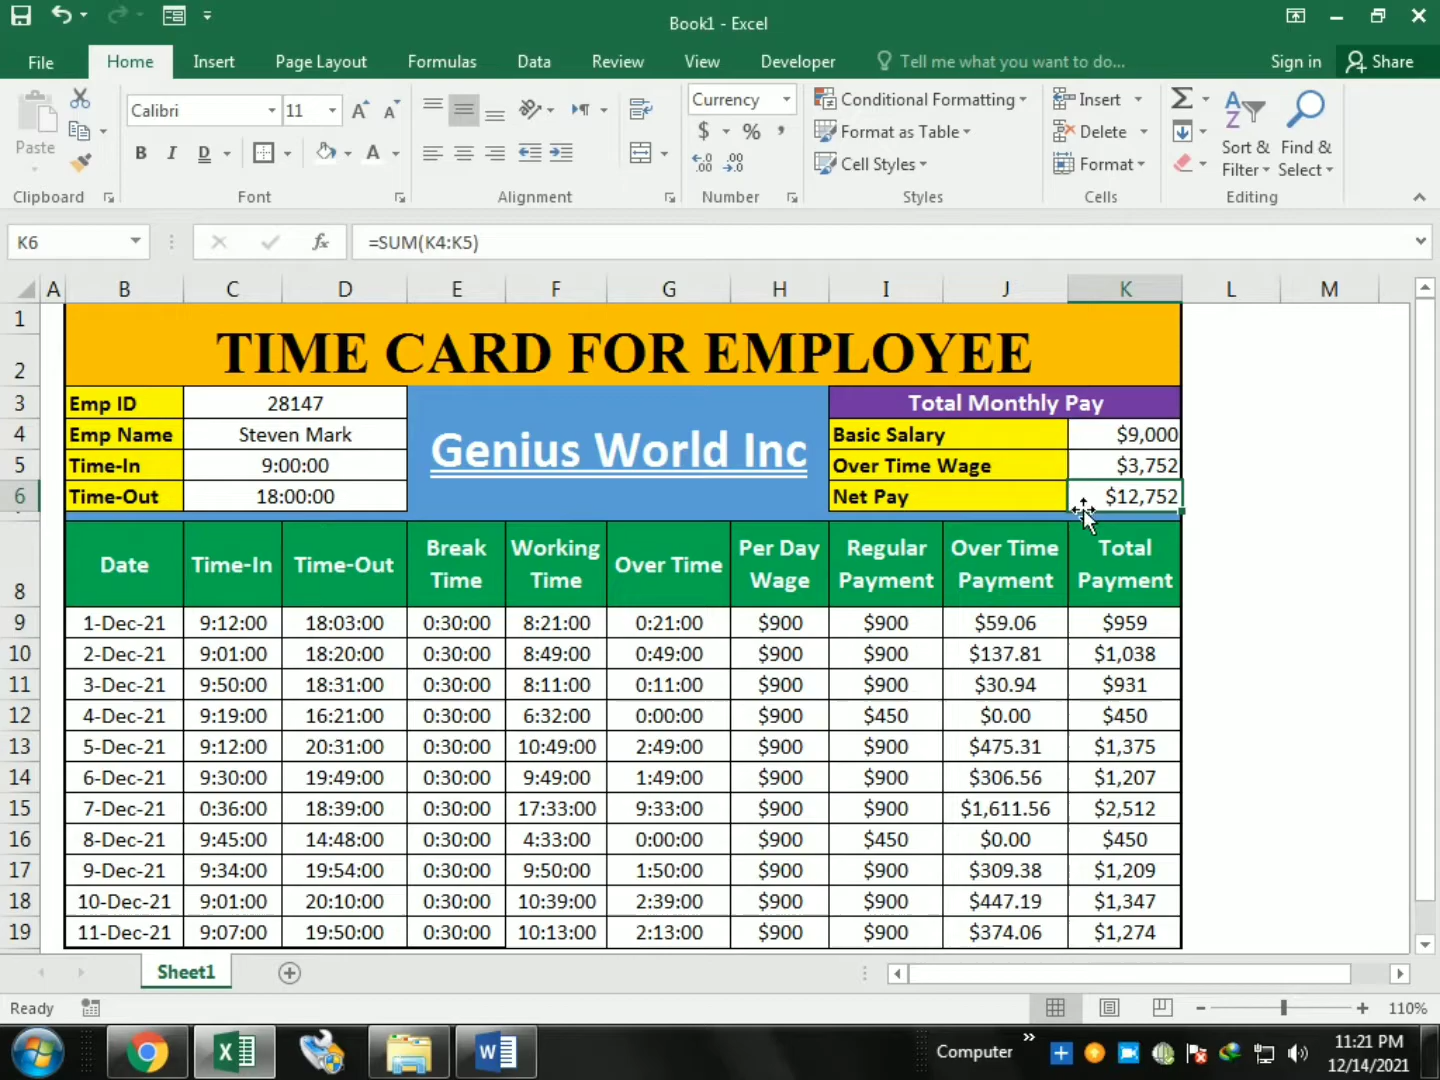 Book1 - Excel
File Home Insert Page Layout Formulas Data Review View Developer Tell me what you want to do... Sign in Share
Paste Calibri 11 B I D Currency $ % Conditional Formatting Format as Table Cell Styles Insert Delete Format Sort & Filter Find & Select
Clipboard Font Alignment Number Styles Cells Editing
K6 fx =SUM(K4:K5)
A B C D E F G H I J K L M
1
2 TIME CARD FOR EMPLOYEE
3 Emp ID 28147 Total Monthly Pay
4 Emp Name Steven Mark Genius World Inc Basic Salary $9,000
5 Time-In 9:00:00 Over Time Wage $3,752
6 Time-Out 18:00:00 Net Pay $12,752
8 Date Time-In Time-Out Break Time Working Time Over Time Per Day Wage Regular Payment Over Time Payment Total Payment
9 1-Dec-21 9:12:00 18:03:00 0:30:00 8:21:00 0:21:00 $900 $900 $59.06 $959
10 2-Dec-21 9:01:00 18:20:00 0:30:00 8:49:00 0:49:00 $900 $900 $137.81 $1,038
11 3-Dec-21 9:50:00 18:31:00 0:30:00 8:11:00 0:11:00 $900 $900 $30.94 $931
12 4-Dec-21 9:19:00 16:21:00 0:30:00 6:32:00 0:00:00 $900 $450 $0.00 $450
13 5-Dec-21 9:12:00 20:31:00 0:30:00 10:49:00 2:49:00 $900 $900 $475.31 $1,375
14 6-Dec-21 9:30:00 19:49:00 0:30:00 9:49:00 1:49:00 $900 $900 $306.56 $1,207
15 7-Dec-21 0:36:00 18:39:00 0:30:00 17:33:00 9:33:00 $900 $900 $1,611.56 $2,512
16 8-Dec-21 9:45:00 14:48:00 0:30:00 4:33:00 0:00:00 $900 $450 $0.00 $450
17 9-Dec-21 9:34:00 19:54:00 0:30:00 9:50:00 1:50:00 $900 $900 $309.38 $1,209
18 10-Dec-21 9:01:00 20:10:00 0:30:00 10:39:00 2:39:00 $900 $900 $447.19 $1,347
19 11-Dec-21 9:07:00 19:50:00 0:30:00 10:13:00 2:13:00 $900 $900 $374.06 $1,274
Sheet1
Ready 110%
Computer 11:21 PM
12/14/2021